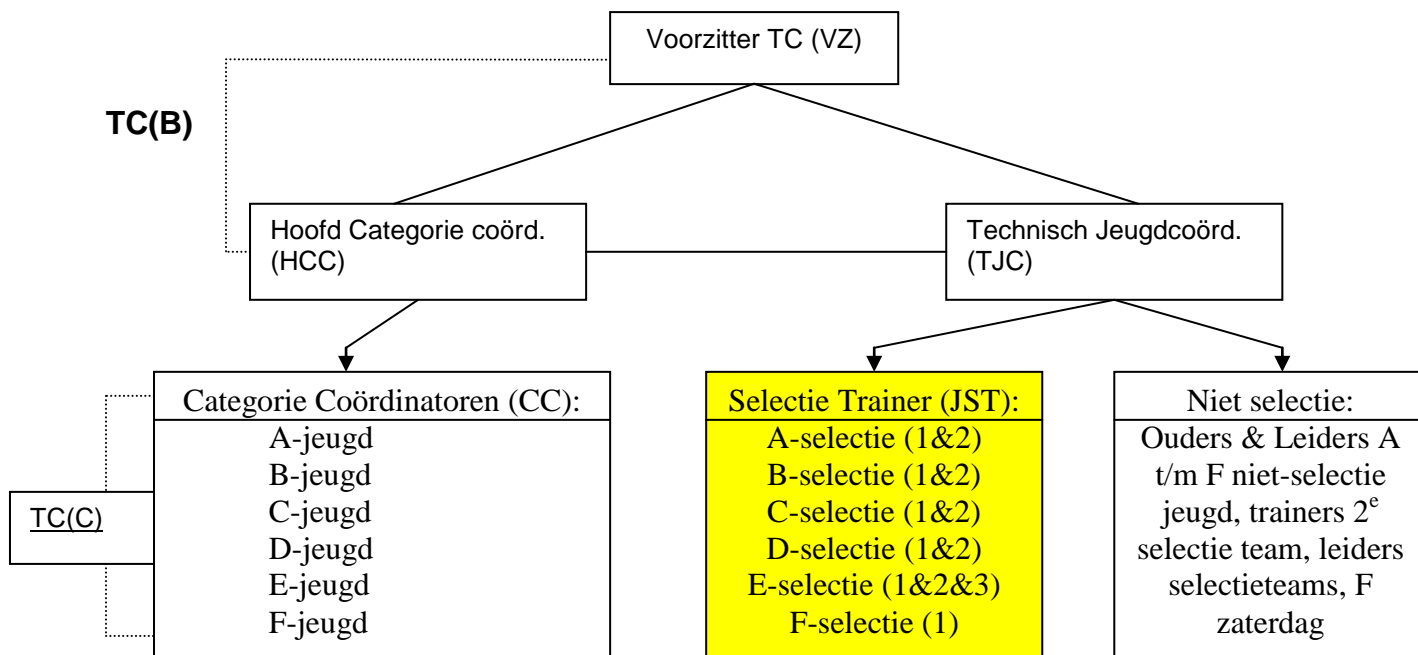 Voorzitter TC (VZ)
TC(B)
Hoofd Categorie coörd.
(HCC)
Technisch Jeugdcoörd.
(TJC)
Categorie Coördinatoren (CC):
A-jeugd
B-jeugd
C-jeugd
D-jeugd
E-jeugd
F-jeugd
TC(C)
Selectie Trainer (JST):
A-selectie (1&2)
B-selectie (1&2)
C-selectie (1&2)
D-selectie (1&2)
E-selectie (1&2&3)
F-selectie (1)
Niet selectie:
Ouders & Leiders A
t/m F niet-selectie
jeugd, trainers 2e
selectie team, leiders
selectieteams, F
zaterdag